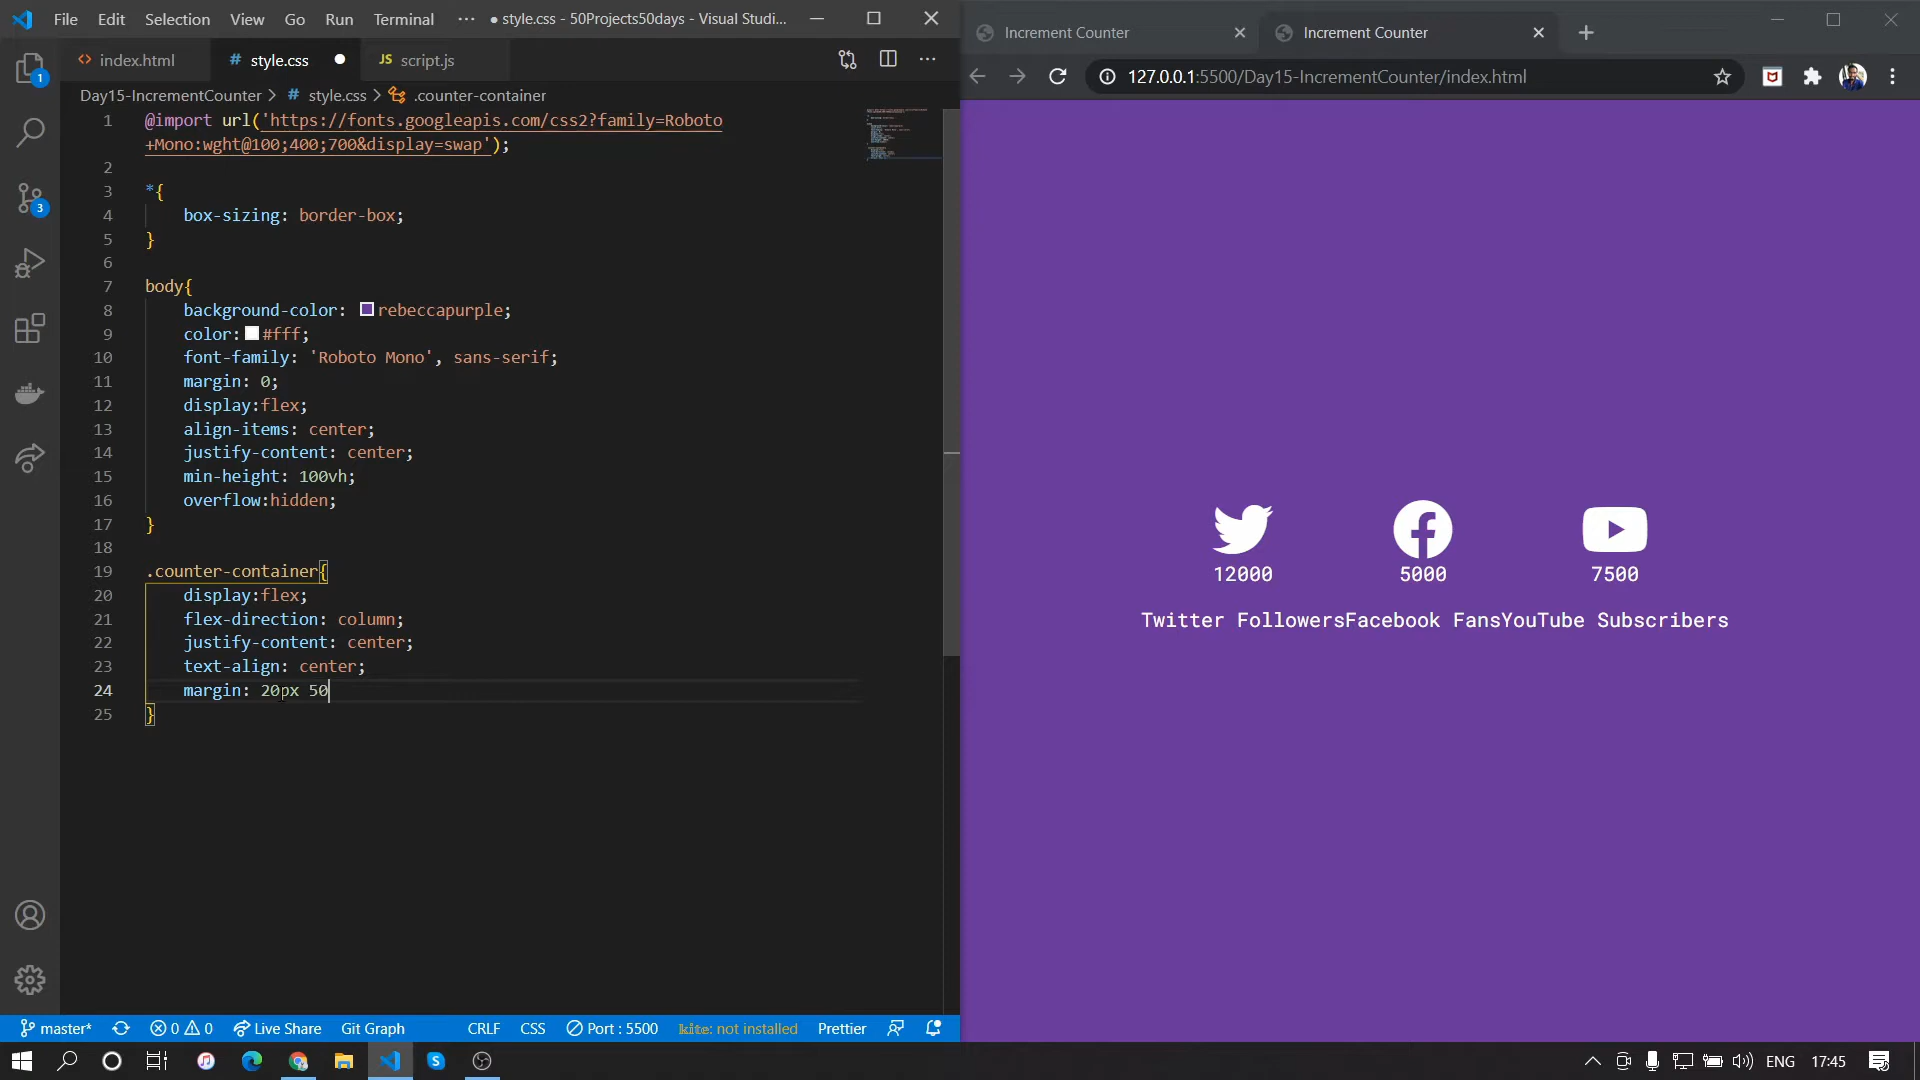 File Edit Selection View Go Run Terminal ··· ● style.css - 50Projects50days - Visual Studi...
index.html # style.css ● JS script.js ···
Day15-IncrementCounter > # style.css > .counter-container
1 @import url('https://fonts.googleapis.com/css2?family=Roboto
+Mono:wght@100;400;700&display=swap');
2
3 *{
4 box-sizing: border-box;
5 }
6
7 body{
8 background-color: rebeccapurple;
9 color: #fff;
10 font-family: 'Roboto Mono', sans-serif;
11 margin: 0;
12 display:flex;
13 align-items: center;
14 justify-content: center;
15 min-height: 100vh;
16 overflow:hidden;
17 }
18
19 .counter-container{
20 display:flex;
21 flex-direction: column;
22 justify-content: center;
23 text-align: center;
24 margin: 20px 50
25 }
1
3
master* 0 0 Live Share Git Graph CRLF CSS Port : 5500 kite: not installed Prettier
Increment Counter Increment Counter
127.0.0.1:5500/Day15-IncrementCounter/index.html
12000 5000 7500
Twitter FollowersFacebook FansYouTube Subscribers
ENG 17:45